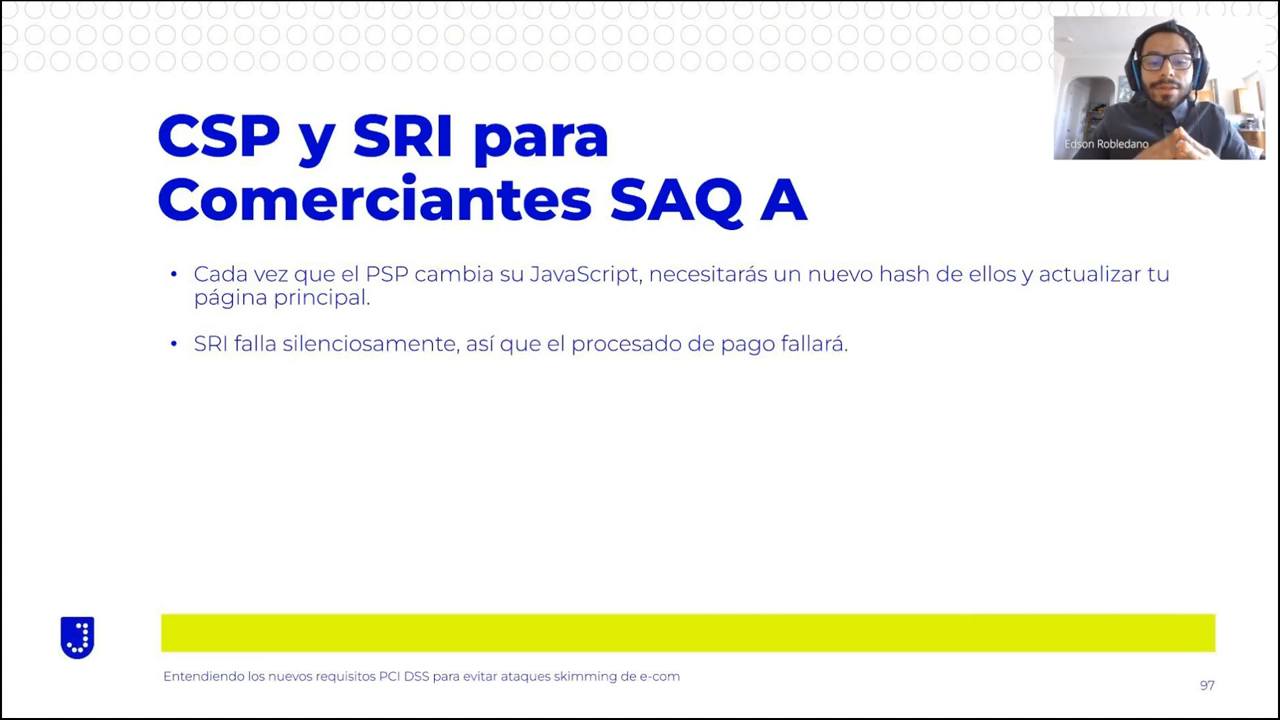 Edson Robledano
CSP y SRI para
Comerciantes SAQ A
• Cada vez que el PSP cambia su JavaScript, necesitarás un nuevo hash de ellos y actualizar tu
página principal.
• SRI falla silenciosamente, así que el procesado de pago fallará.
Entendiendo los nuevos requisitos PCI DSS para evitar ataques skimming de e-com
97